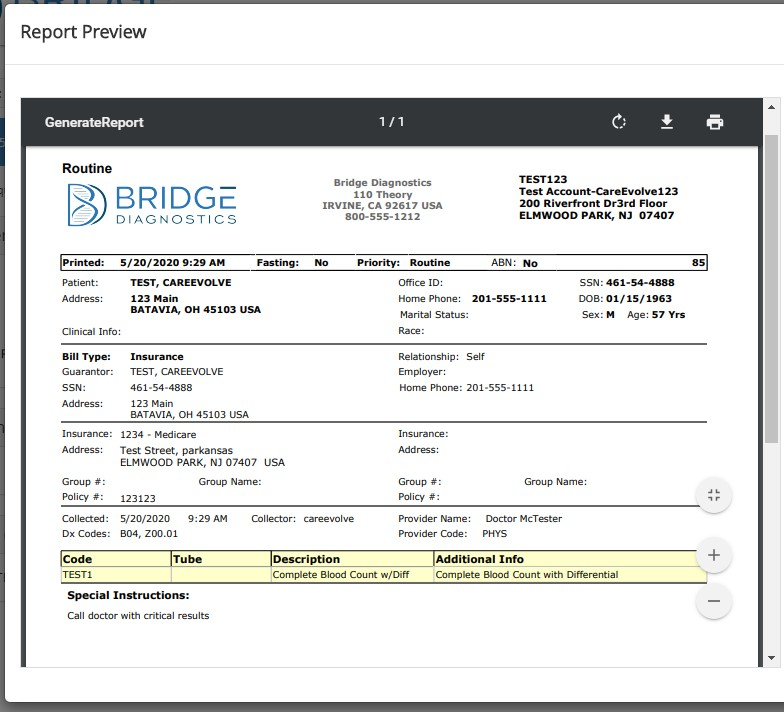 Report Preview
GenerateReport 1 / 1
Routine
BRIDGE
DIAGNOSTICS
Bridge Diagnostics
110 Theory
IRVINE, CA 92617 USA
800-555-1212
TEST123
Test Account-CareEvolve123
200 Riverfront Dr3rd Floor
ELMWOOD PARK, NJ 07407
Printed: 5/20/2020 9:29 AM Fasting: No Priority: Routine ABN: No 85
Patient: TEST, CAREEVOLVE Office ID: SSN: 461-54-4888
Address: 123 Main Home Phone: 201-555-1111 DOB: 01/15/1963
BATAVIA, OH 45103 USA
Marital Status: Sex: M Age: 57 Yrs
Clinical Info: Race:
Bill Type: Insurance Relationship: Self
Guarantor: TEST, CAREEVOLVE Employer:
SSN: 461-54-4888 Home Phone: 201-555-1111
Address: 123 Main
BATAVIA, OH 45103 USA
Insurance: 1234 - Medicare Insurance:
Address: Test Street, parkansas Address:
ELMWOOD PARK, NJ 07407 USA
Group #: Group Name: Group #: Group Name:
Policy #: 123123 Policy #:
Collected: 5/20/2020 9:29 AM Collector: careevolve Provider Name: Doctor McTester
Dx Codes: B04, Z00.01 Provider Code: PHYS
Code Tube Description Additional Info
TEST1 Complete Blood Count w/Diff Complete Blood Count with Differential
Special Instructions:
Call doctor with critical results